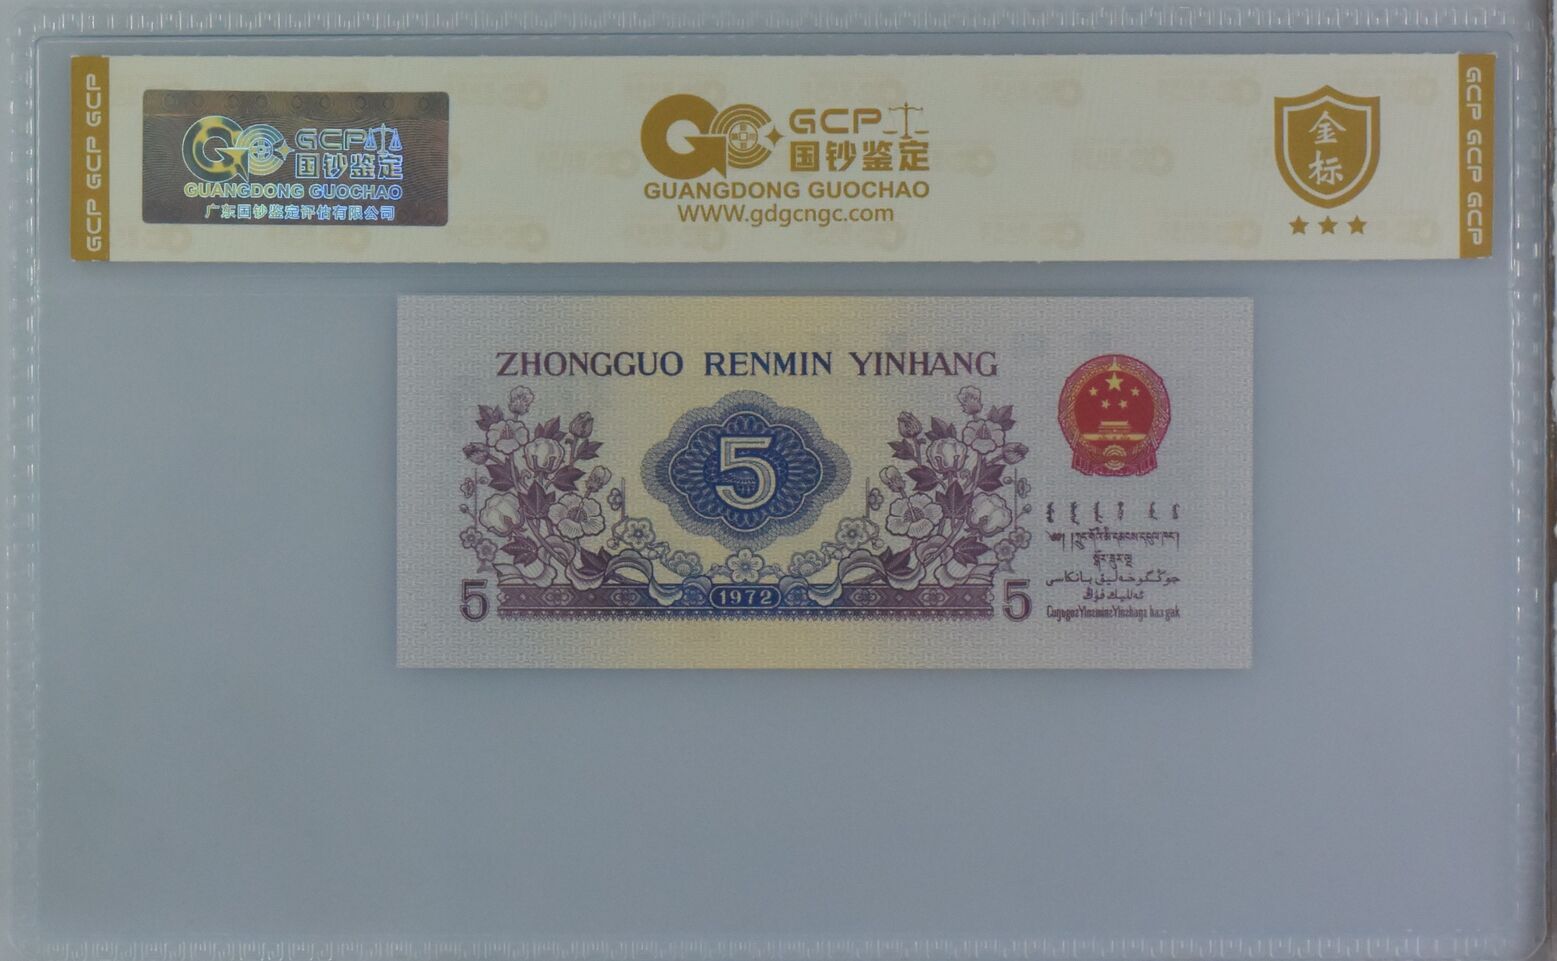 GCP GCP GCP
GCP
国钞鉴定
GUANGDONG GUOCHAO
广东国钞鉴定评估有限公司
GCP
国钞鉴定
GUANGDONG GUOCHAO
WWW.gdgcngc.com
金
标
GCP GCP GCP
ZHONGGUO RENMIN YINHANG
5
5
1972
5